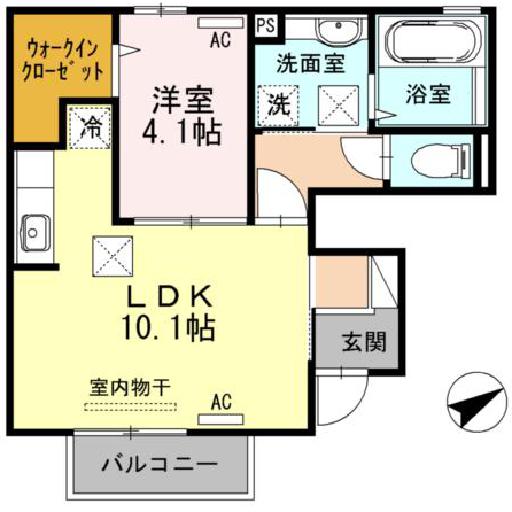 ウォークイン
クローゼット
AC
PS
洗面室
洋室
4.1帖
洗
浴室
冷
LDK
10.1帖
玄関
室内物干
AC
バルコニー